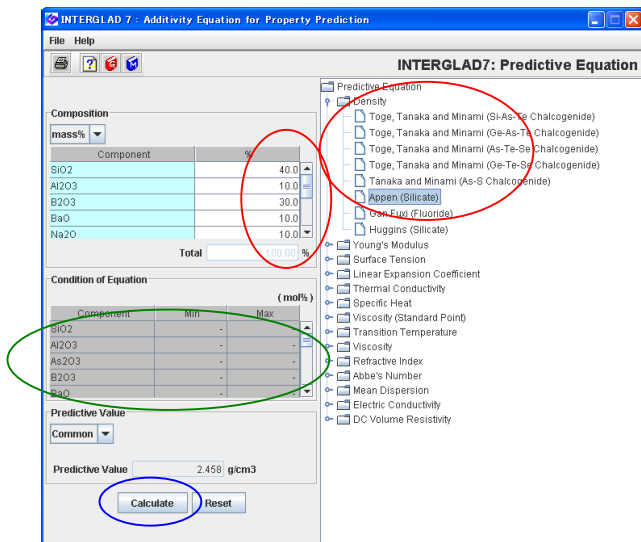 INTERGLAD 7 : Additivity Equation for Property Prediction
File Help
INTERGLAD7: Predictive Equation
Composition
mass%
Component %
SiO2 40.0
Al2O3 10.0
B2O3 30.0
BaO 10.0
Na2O 10.0
Total 100.00 %
Condition of Equation
( mol% )
Component Min Max
SiO2 - -
Al2O3 - -
As2O3 - -
B2O3 - -
BaO - -
Predictive Value
Common
Predictive Value 2.458 g/cm3
Calculate Reset
Predictive Equation
Density
Toge, Tanaka and Minami (Si-As-Te Chalcogenide)
Toge, Tanaka and Minami (Ge-As-Te Chalcogenide)
Toge, Tanaka and Minami (As-Te-Se Chalcogenide)
Toge, Tanaka and Minami (Ge-Te-Se Chalcogenide)
Tanaka and Minami (As-S Chalcogenide)
Appen (Silicate)
Gan Fuxi (Fluoride)
Huggins (Silicate)
Young's Modulus
Surface Tension
Linear Expansion Coefficient
Thermal Conductivity
Specific Heat
Viscosity (Standard Point)
Transition Temperature
Viscosity
Refractive Index
Abbe's Number
Mean Dispersion
Electric Conductivity
DC Volume Resistivity